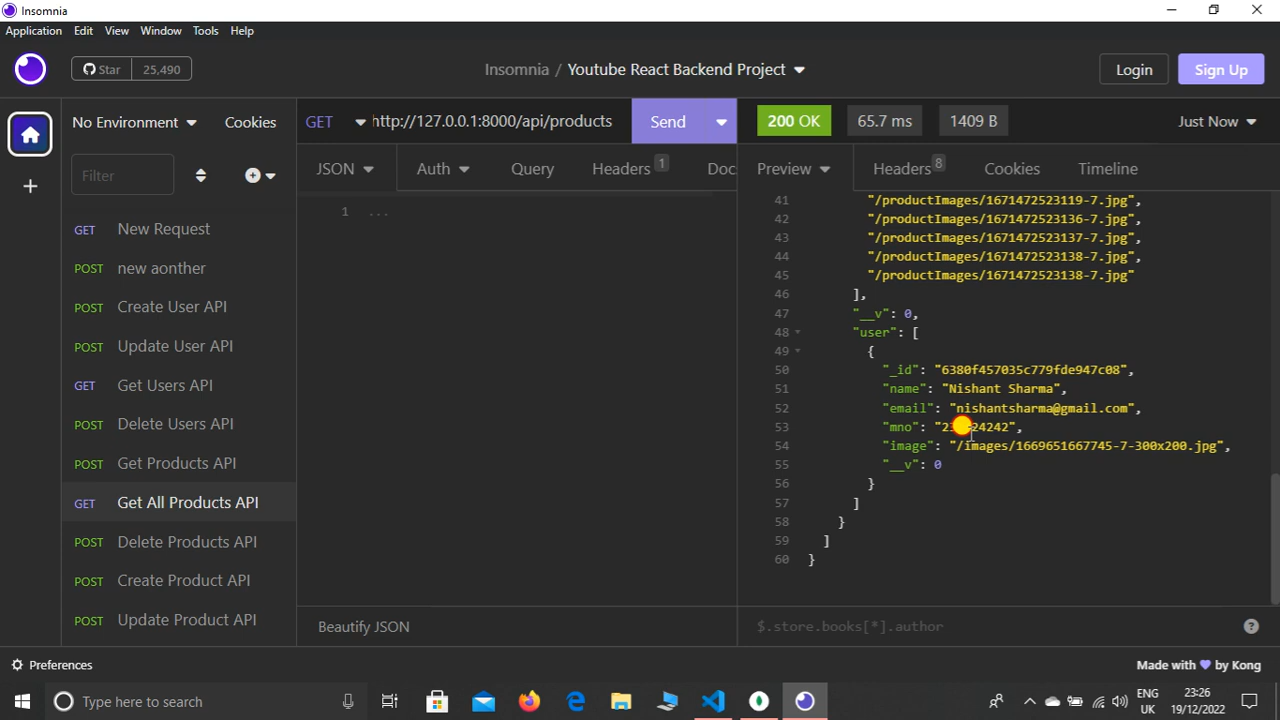 Insomnia
Application Edit View Window Tools Help
Star 25,490
Insomnia / Youtube React Backend Project
Login
Sign Up
No Environment
Cookies
GET http://127.0.0.1:8000/api/products
Send
200 OK
65.7 ms
1409 B
Just Now
Filter
JSON Auth Query Headers 1
Preview Headers 8 Cookies Timeline
1 ...
GET New Request
POST new aonther
POST Create User API
POST Update User API
GET Get Users API
POST Delete Users API
POST Get Products API
GET Get All Products API
POST Delete Products API
POST Create Product API
POST Update Product API
41 "/productImages/1671472523119-7.jpg",
42 "/productImages/1671472523136-7.jpg",
43 "/productImages/1671472523137-7.jpg",
44 "/productImages/1671472523138-7.jpg",
45 "/productImages/1671472523138-7.jpg"
46 ],
47 "__v": 0,
48 "user": [
49 {
50 "_id": "6380f457035c779fde947c08",
51 "name": "Nishant Sharma",
52 "email": "nishantsharma@gmail.com",
53 "mno":
54 "image": "/images/1669651667745-7-300x200.jpg",
55 "__v": 0
56 }
57 ]
58 }
59 ]
60 }
Beautify JSON
$.store.books[*].author
Preferences
Made with by Kong
Type here to search
ENG
UK
23:26
19/12/2022